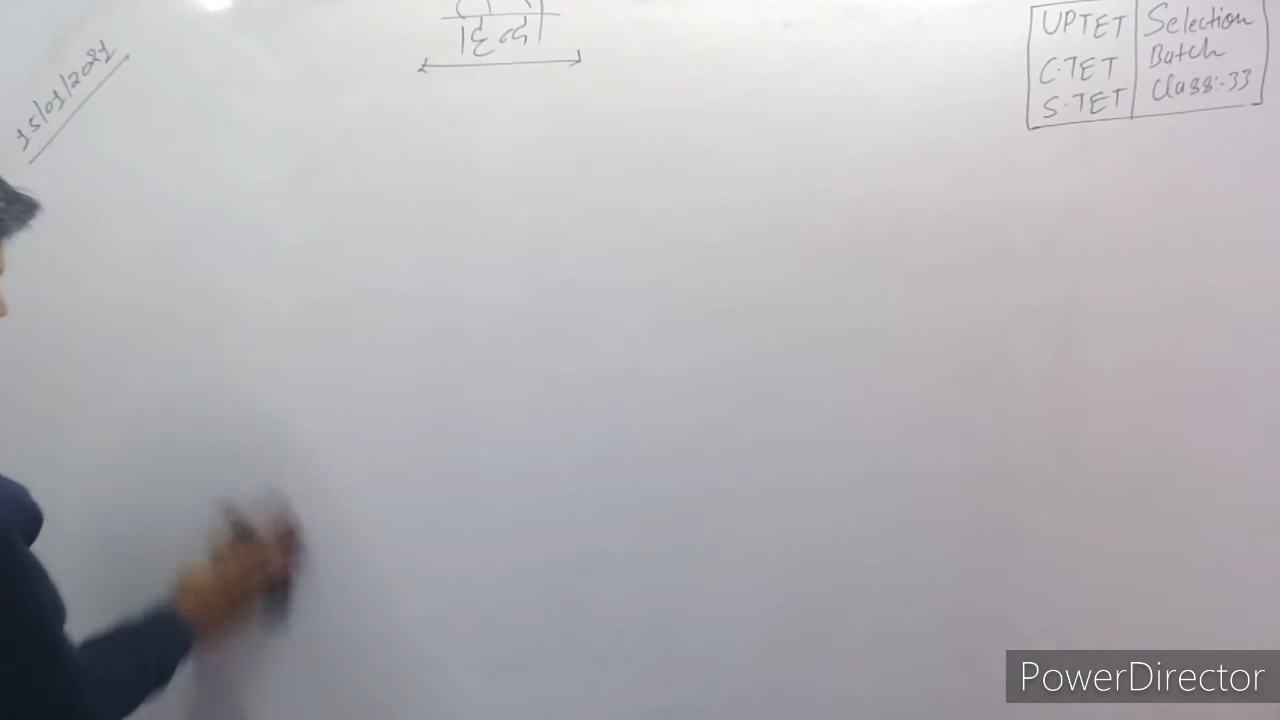 15/01/2021
हिन्दी
UPTET
C.TET
S.TET
Selection
Batch
Class:-33
PowerDirector